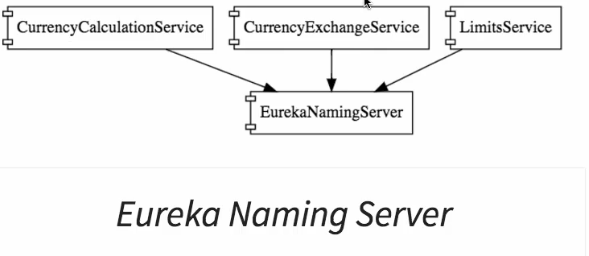 CurrencyCalculationService
CurrencyExchangeService
LimitsService
EurekaNamingServer
Eureka Naming Server